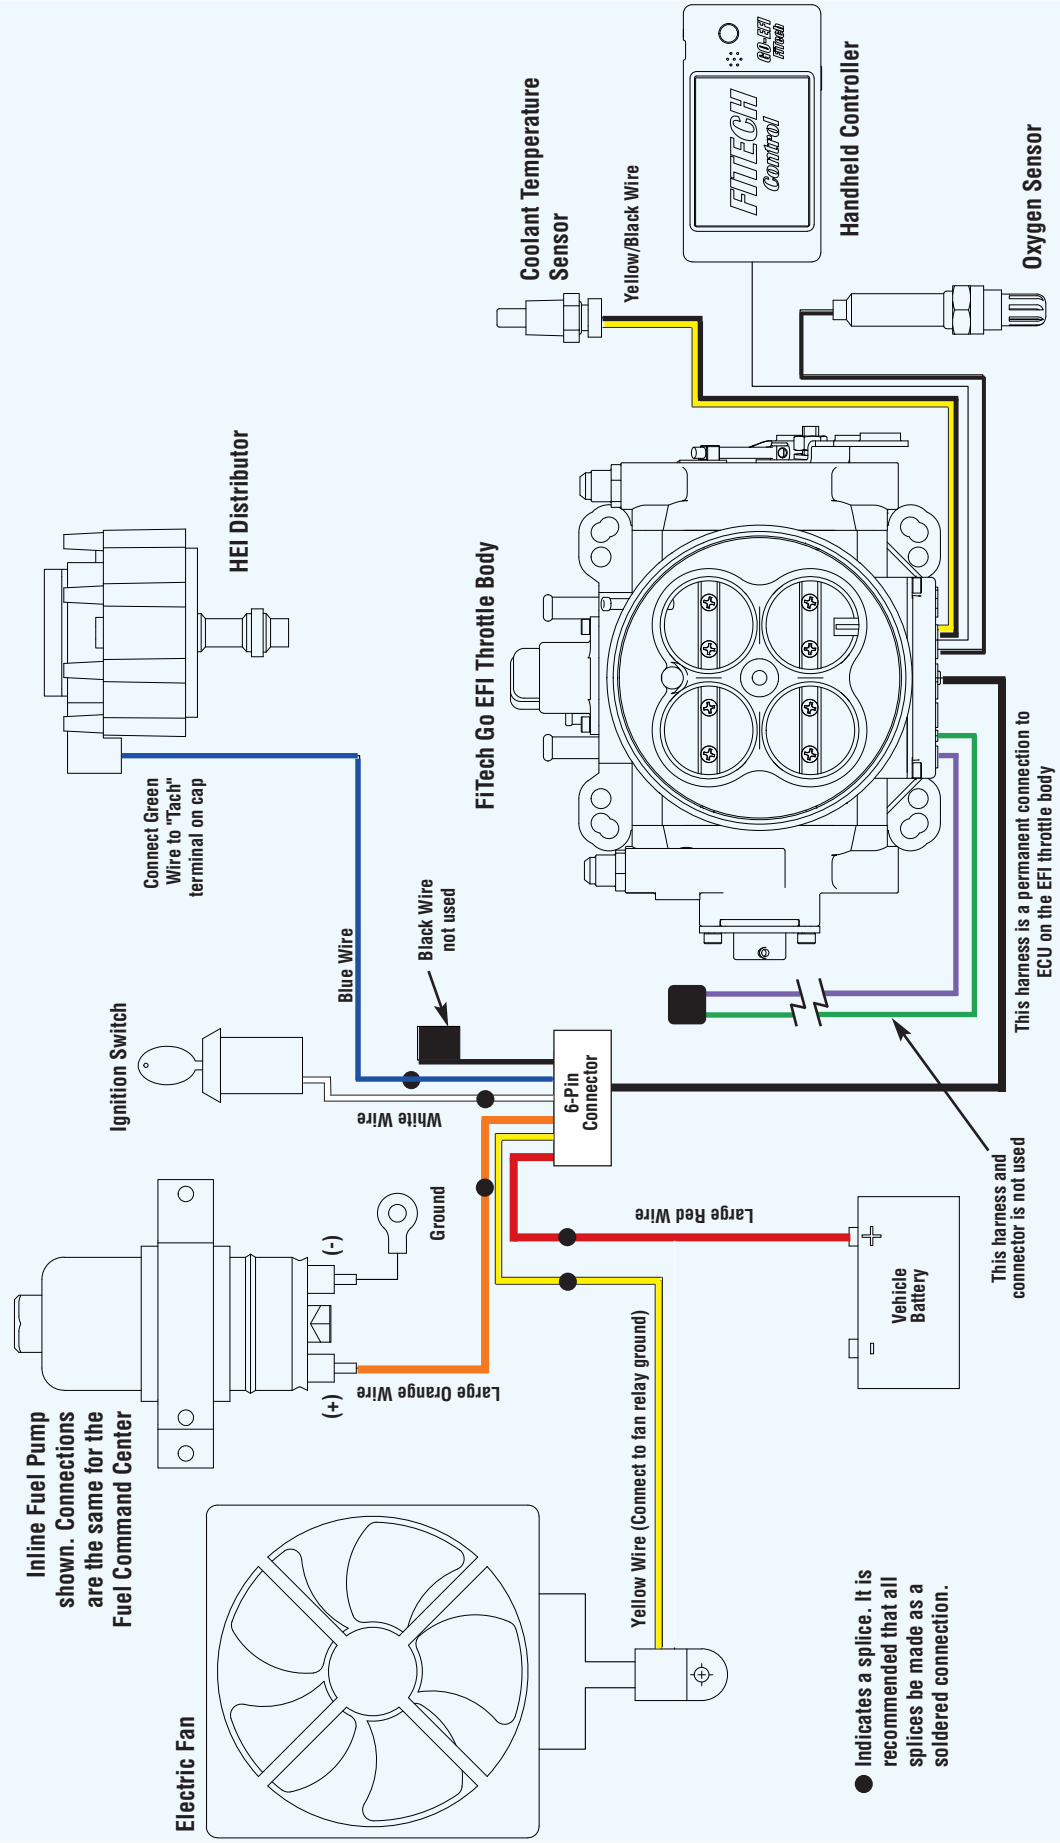 Inline Fuel Pump
shown. Connections
are the same for the
Fuel Command Center
Ignition Switch
Connect Green
Wire to "Tach"
terminal on cap
HEI Distributor
Electric Fan
(+)
(-)
Large Orange Wire
Ground
White Wire
Blue Wire
Black Wire
not used
FiTech Go EFI Throttle Body
Coolant Temperature
Sensor
Yellow/Black Wire
FITECH
Control
GO-EFI
FiTech
Handheld Controller
Oxygen Sensor
6-Pin
Connector
Yellow Wire (Connect to fan relay ground)
Large Red Wire
Vehicle
Battery
-
+
This harness and
connector is not used
This harness is a permanent connection to
ECU on the EFI throttle body
Indicates a splice. It is
recommended that all
splices be made as a
soldered connection.